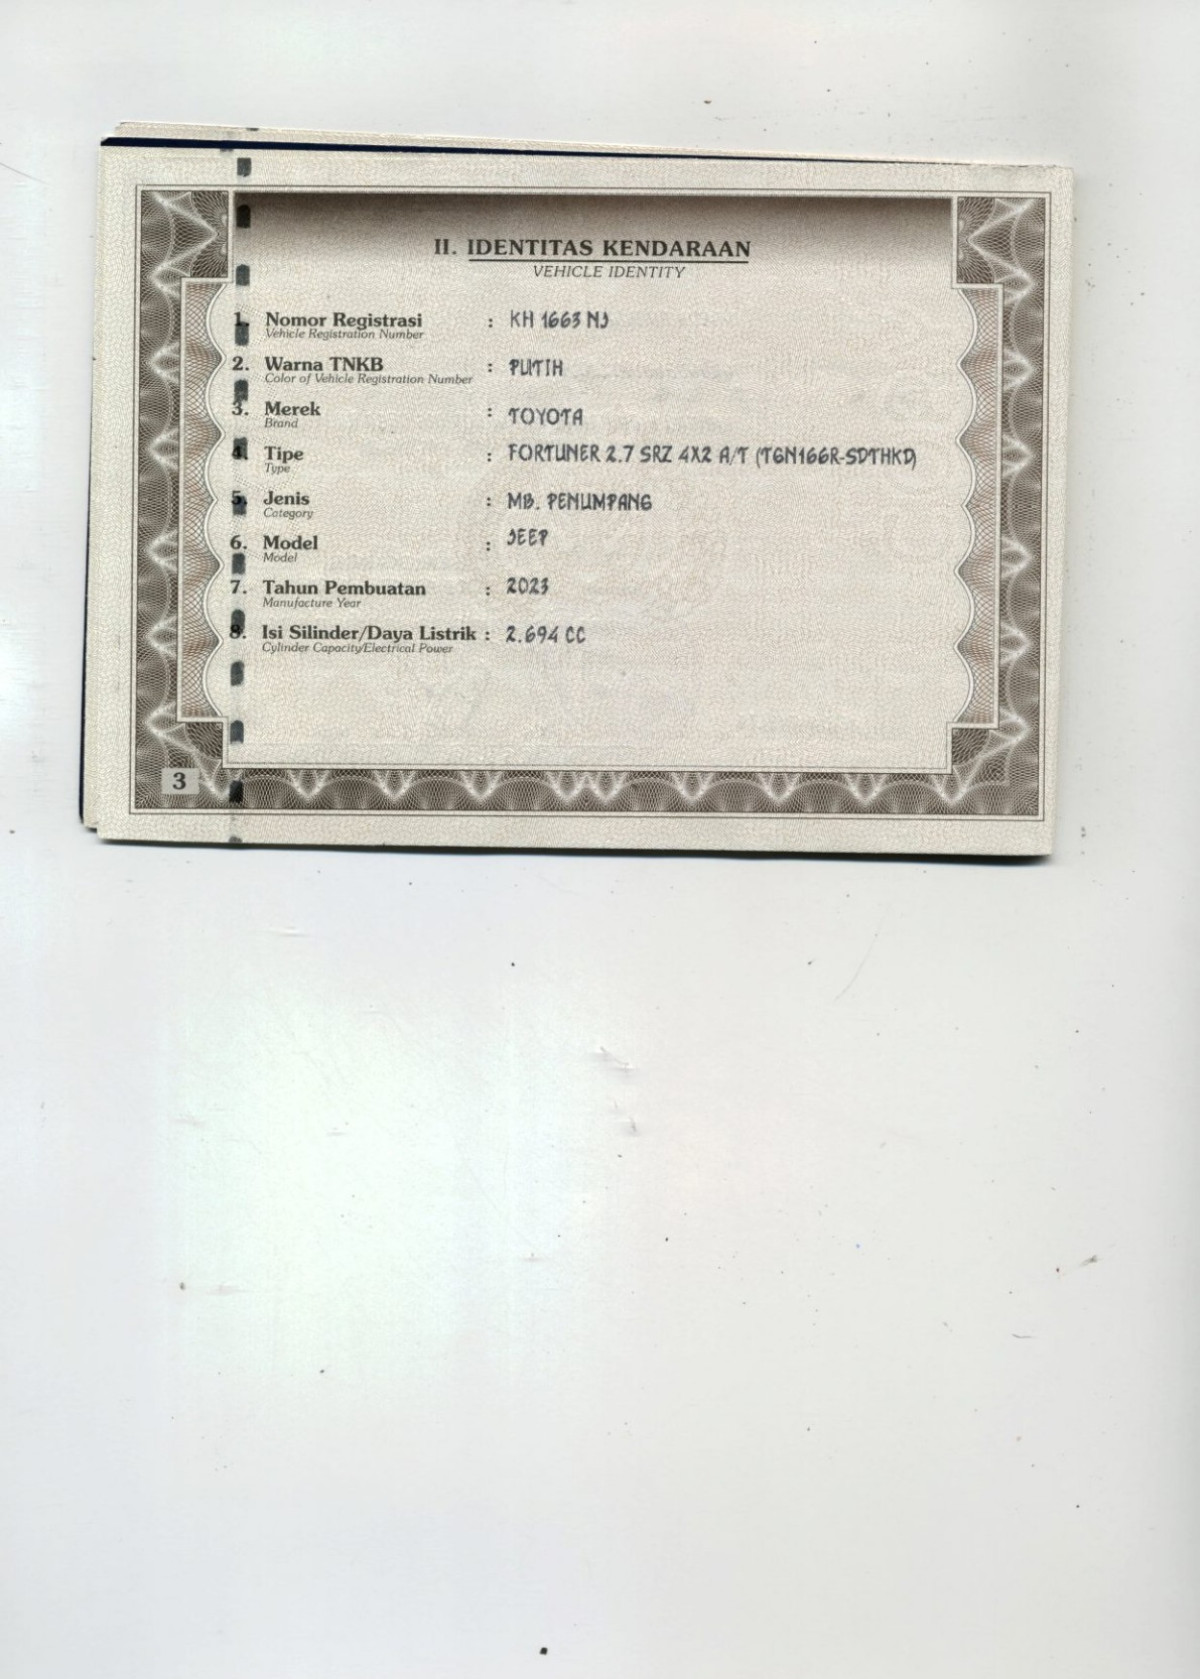 II. IDENTITAS KENDARAAN
VEHICLE IDENTITY
1. Nomor Registrasi : KH 1663 NJ
Vehicle Registration Number
2. Warna TNKB : PUTIH
Color of Vehicle Registration Number
3. Merek : TOYOTA
Brand
4. Tipe : FORTUNER 2.7 SRZ 4X2 A/T (TGN166R-SDTHKD)
Type
5. Jenis : MB. PENUMPANG
Category
6. Model : JEEP
Model
7. Tahun Pembuatan : 2023
Manufacture Year
8. Isi Silinder/Daya Listrik : 2.694 CC
Cylinder Capacity/Electrical Power
3